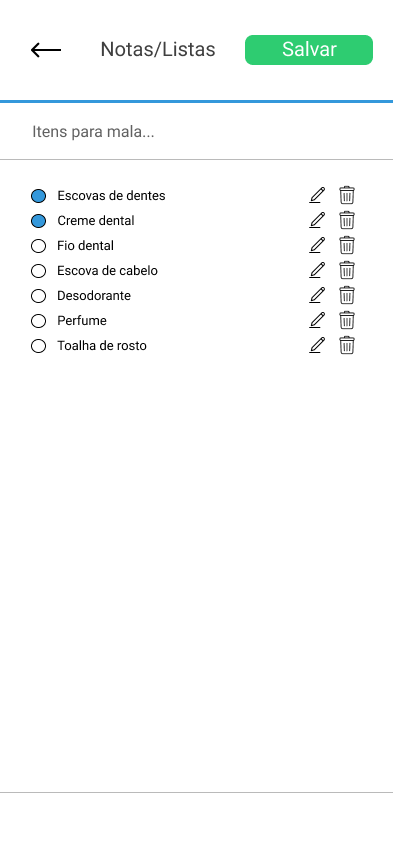 Notas/Listas
Salvar
Itens para mala...
Escovas de dentes
Creme dental
Fio dental
Escova de cabelo
Desodorante
Perfume
Toalha de rosto